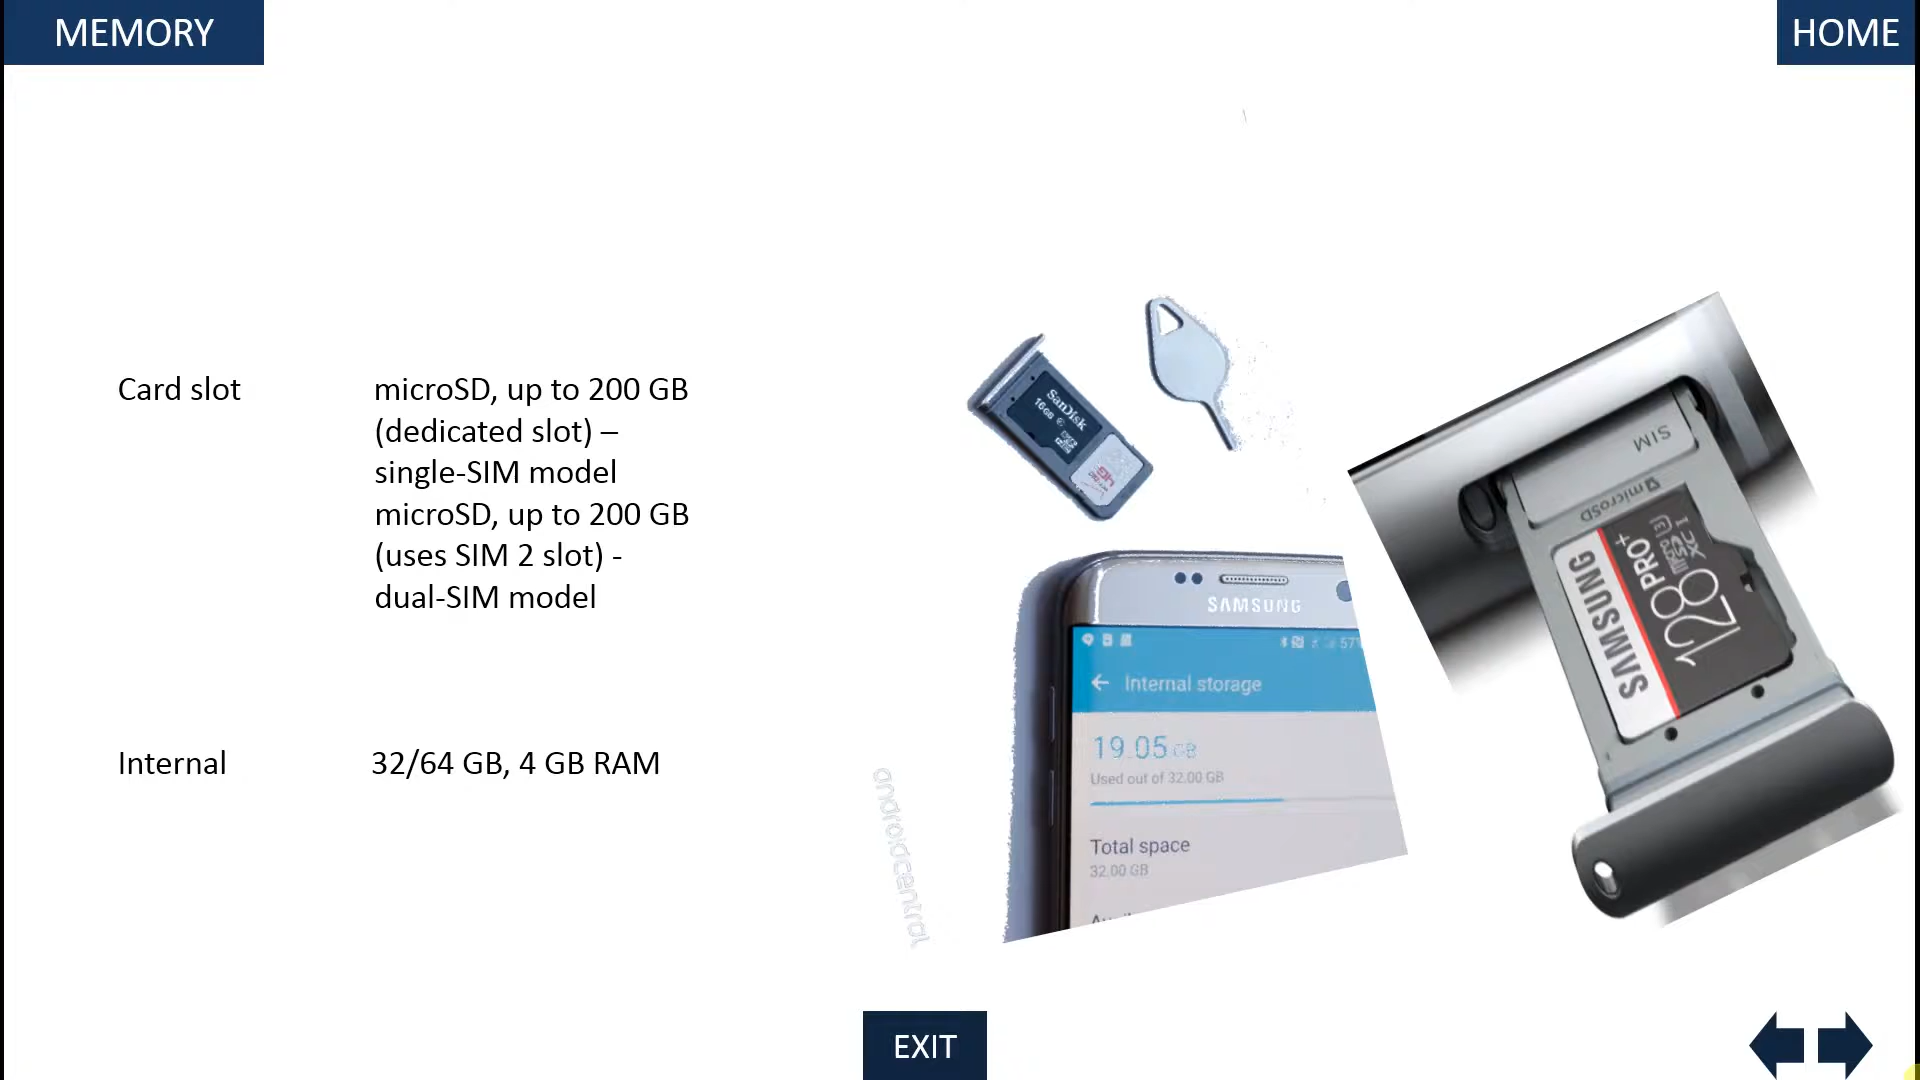 MEMORY
HOME
Card slot
microSD, up to 200 GB
(dedicated slot) –
single-SIM model
microSD, up to 200 GB
(uses SIM 2 slot) -
dual-SIM model
Internal
32/64 GB, 4 GB RAM
SanDisk
16GB
4G
SIM
microSD
SAMSUNG
PRO+
128
SAMSUNG
57%
Internal storage
19.05 GB
Used out of 32.00 GB
Total space
32.00 GB
androidcentral
EXIT